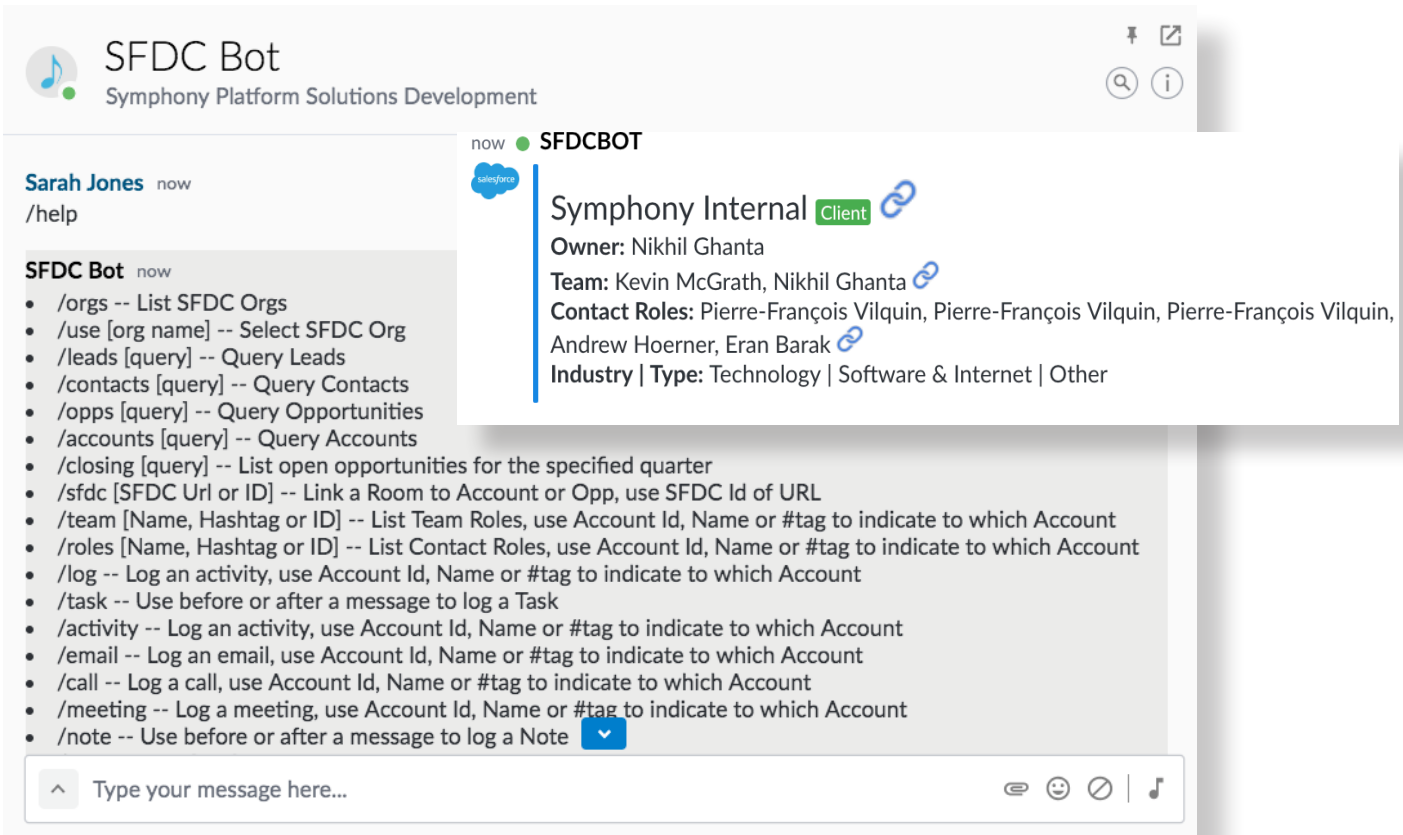 SFDC Bot
Symphony Platform Solutions Development
Sarah Jones now
/help
SFDC Bot now
• /orgs -- List SFDC Orgs
• /use [org name] -- Select SFDC Org
• /leads [query] -- Query Leads
• /contacts [query] -- Query Contacts
• /opps [query] -- Query Opportunities
• /accounts [query] -- Query Accounts
• /closing [query] -- List open opportunities for the specified quarter
• /sfdc [SFDC Url or ID] -- Link a Room to Account or Opp, use SFDC Id of URL
• /team [Name, Hashtag or ID] -- List Team Roles, use Account Id, Name or #tag to indicate to which Account
• /roles [Name, Hashtag or ID] -- List Contact Roles, use Account Id, Name or #tag to indicate to which Account
• /log -- Log an activity, use Account Id, Name or #tag to indicate to which Account
• /task -- Use before or after a message to log a Task
• /activity -- Log an activity, use Account Id, Name or #tag to indicate to which Account
• /email -- Log an email, use Account Id, Name or #tag to indicate to which Account
• /call -- Log a call, use Account Id, Name or #tag to indicate to which Account
• /meeting -- Log a meeting, use Account Id, Name or #tag to indicate to which Account
• /note -- Use before or after a message to log a Note
Type your message here...
now SFDCBOT
salesforce
Symphony Internal Client
Owner: Nikhil Ghanta
Team: Kevin McGrath, Nikhil Ghanta
Contact Roles: Pierre-François Vilquin, Pierre-François Vilquin, Pierre-François Vilquin,
Andrew Hoerner, Eran Barak
Industry | Type: Technology | Software & Internet | Other